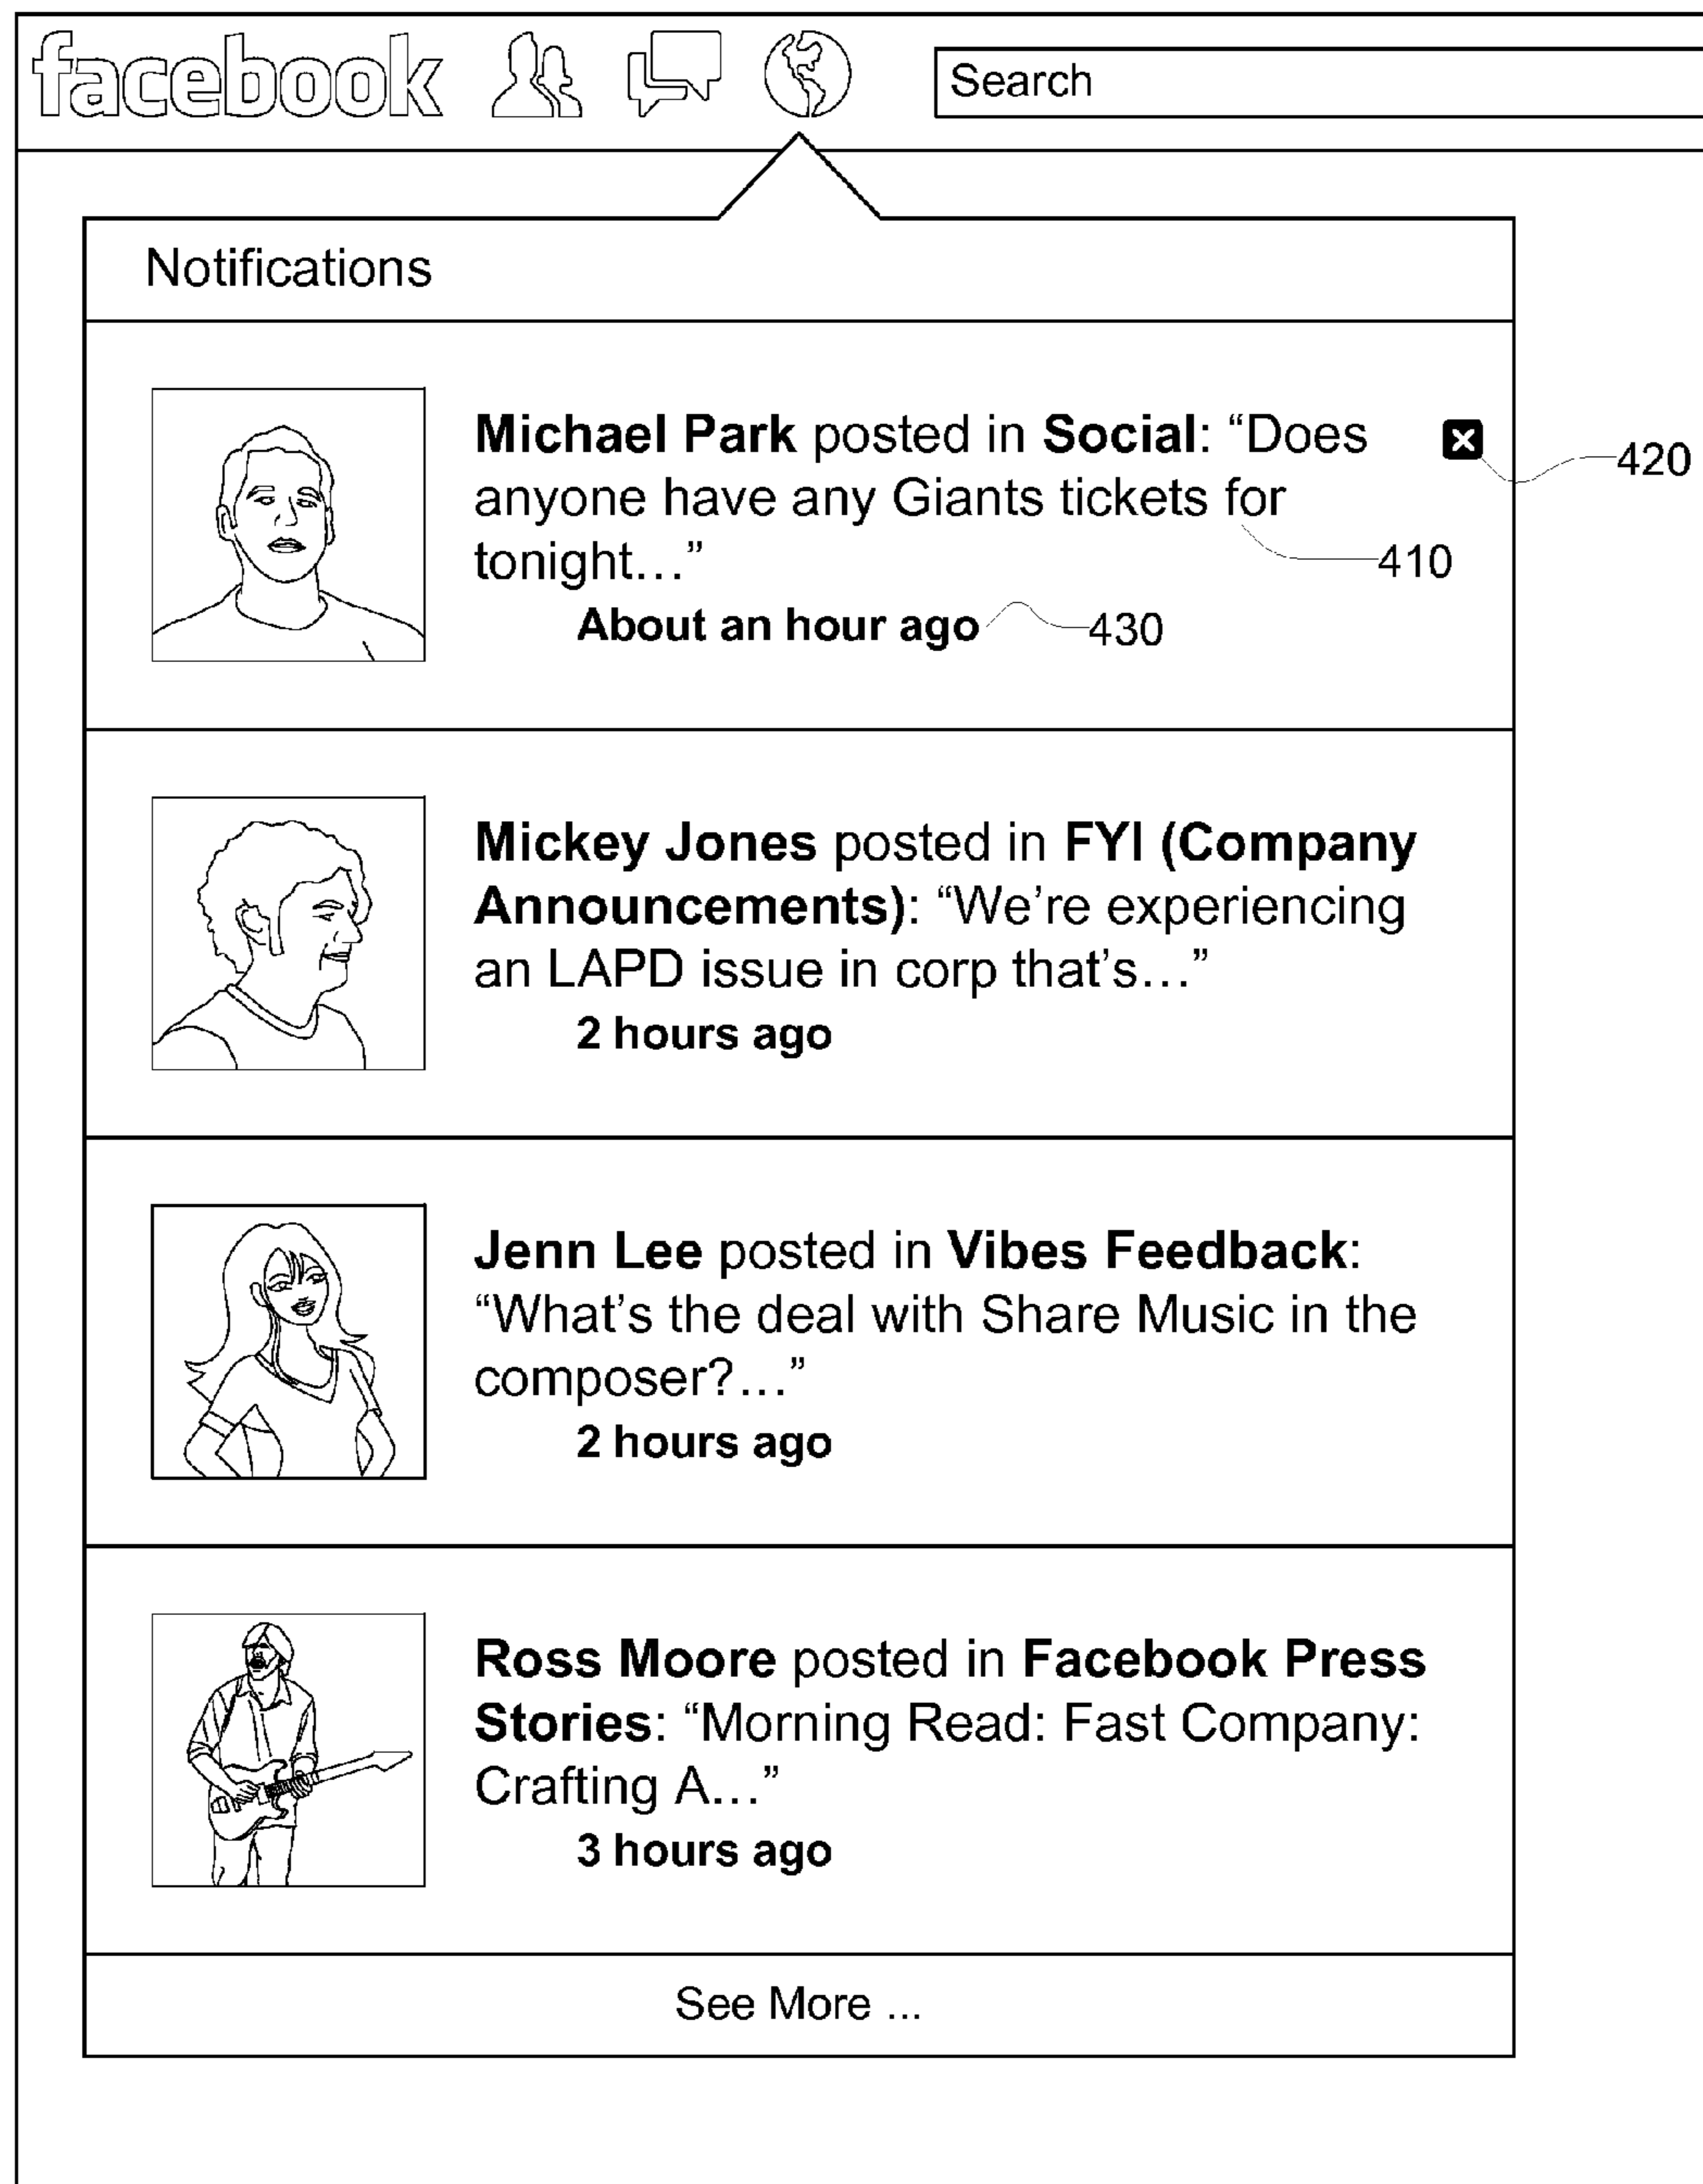 facebook Search
Notifications
Michael Park posted in Social: “Does
420
anyone have any Giants tickets for
tonight…”
410
About an hour ago
430
Mickey Jones posted in FYI (Company
Announcements): “We’re experiencing
an LAPD issue in corp that’s…”
2 hours ago
Jenn Lee posted in Vibes Feedback:
“What’s the deal with Share Music in the
composer?…”
2 hours ago
Ross Moore posted in Facebook Press
Stories: “Morning Read: Fast Company:
Crafting A…”
3 hours ago
See More ...